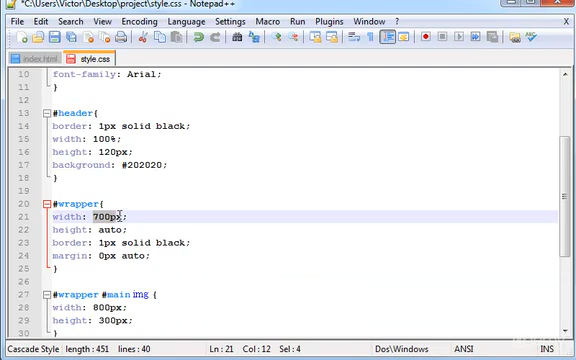 *C:\Users\Victor\Desktop\project\style.css - Notepad++
File Edit Search View Encoding Language Settings Macro Run Plugins Window ?
index.html style.css
10 font-family: Arial;
11 }
12
13 #header{
14 border: 1px solid black;
15 width: 100%;
16 height: 120px;
17 background: #202020;
18 }
19
20 #wrapper{
21 width: 700px;
22 height: auto;
23 border: 1px solid black;
24 margin: 0px auto;
25 }
26
27 #wrapper #main img {
28 width: 800px;
29 height: 300px;
30 }
Cascade Style length : 451 lines : 40 Ln : 21 Col : 12 Sel : 4 Dos\Windows ANSI INS